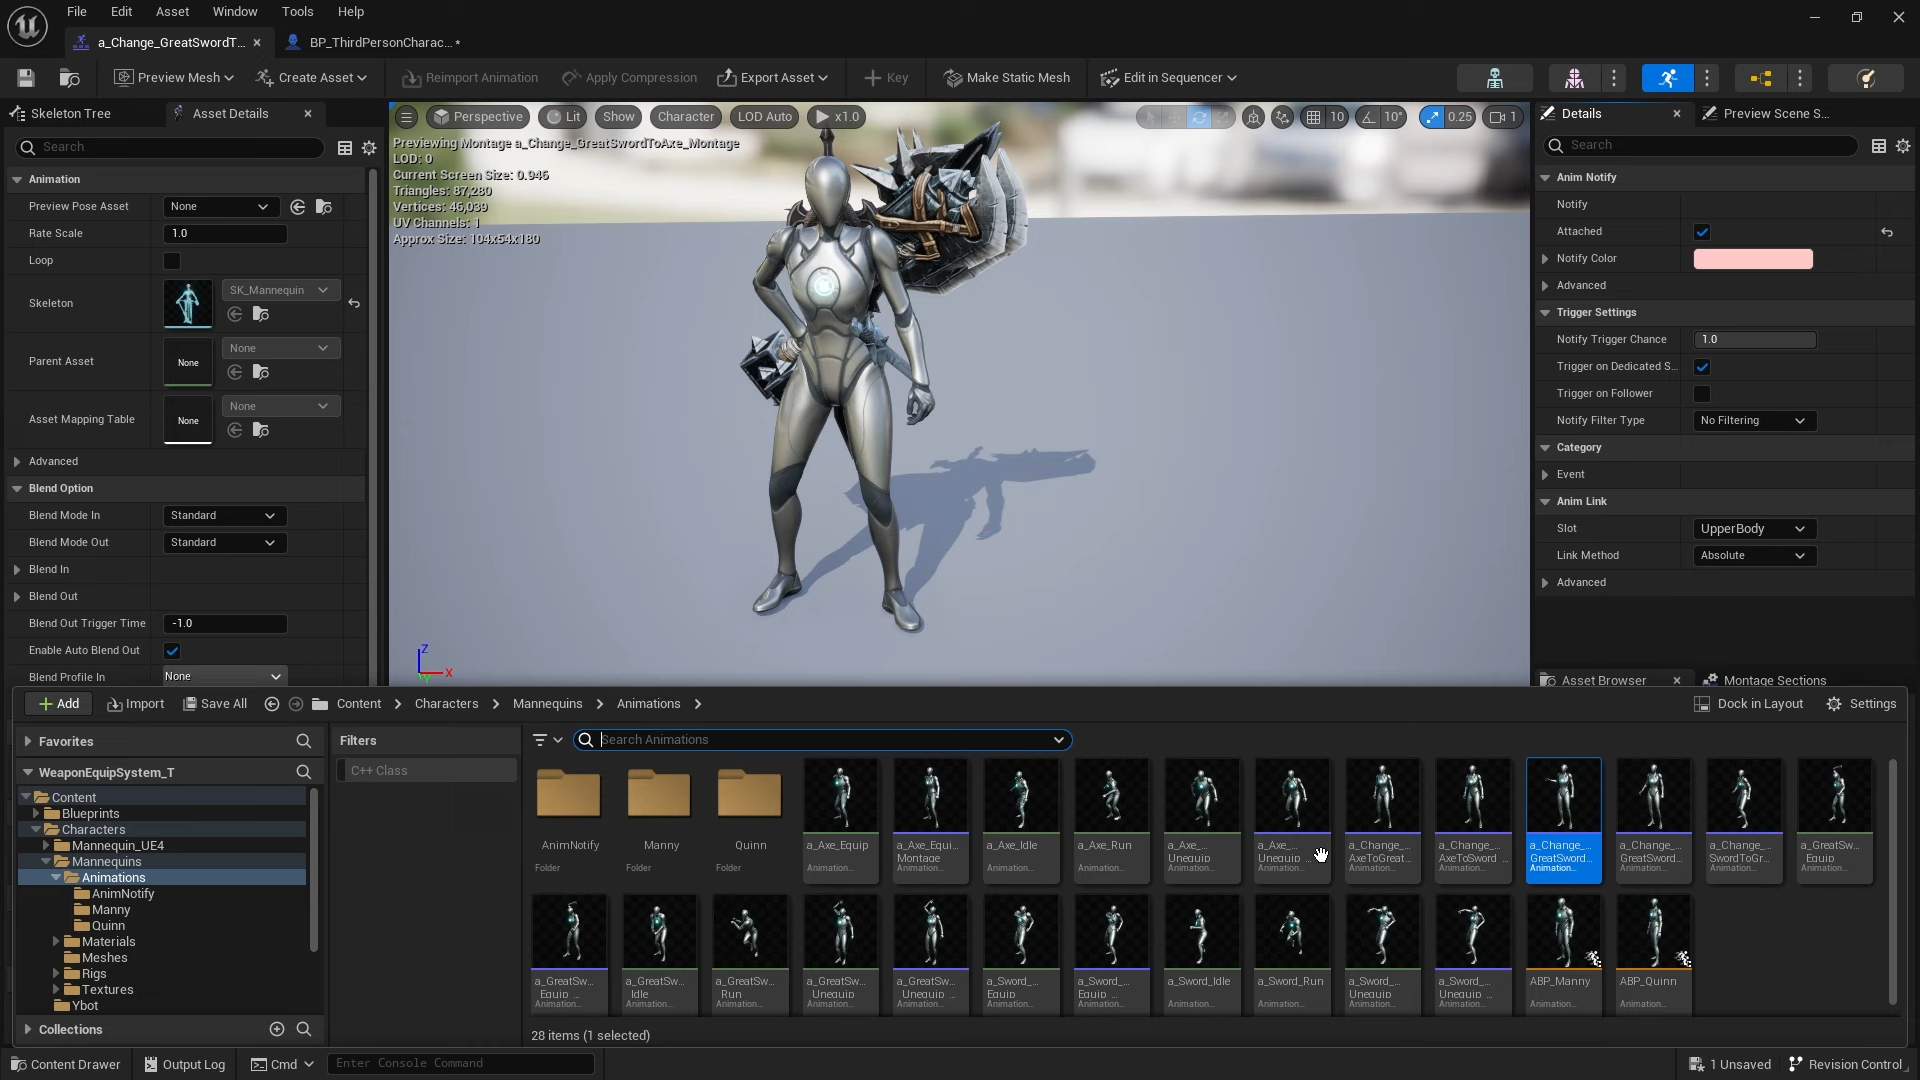 File Edit Asset Window Tools Help
a_Change_GreatSwordT... BP_ThirdPersonCharac... *
Preview Mesh Create Asset Reimport Animation Apply Compression Export Asset Key Make Static Mesh Edit in Sequencer
Skeleton Tree Asset Details
Search
Animation
Preview Pose Asset None
Rate Scale 1.0
Loop
Skeleton SK_Mannequin
Parent Asset None None
Asset Mapping Table None None
Advanced
Blend Option
Blend Mode In Standard
Blend Mode Out Standard
Blend In
Blend Out
Blend Out Trigger Time -1.0
Enable Auto Blend Out
Blend Profile In None
Perspective Lit Show Character LOD Auto x1.0 10 10° 0.25 1
Previewing Montage a_Change_GreatSwordToAxe_Montage
LOD: 0
Current Screen Size: 0.946
Triangles: 87,280
Vertices: 46,039
UV Channels: 1
Approx Size: 104x54x180
Z
X
Y
Details Preview Scene S...
Search
Anim Notify
Notify
Attached
Notify Color
Advanced
Trigger Settings
Notify Trigger Chance 1.0
Trigger on Dedicated S...
Trigger on Follower
Notify Filter Type No Filtering
Category
Event
Anim Link
Slot UpperBody
Link Method Absolute
Advanced
Asset Browser Montage Sections
Add Import Save All Content Characters Mannequins Animations Dock in Layout Settings
Favorites
WeaponEquipSystem_T
Content
Blueprints
Characters
Mannequin_UE4
Mannequins
Animations
AnimNotify
Manny
Quinn
Materials
Meshes
Rigs
Textures
Ybot
Collections
Filters
C++ Class
Search Animations
AnimNotify Manny Quinn a_Axe_Equip a_Axe_Equi... Montage a_Axe_Idle a_Axe_Run a_Axe_... Unequip a_Axe_... Unequip_... a_Change_... AxeToGreat... a_Change_... AxeToSword_... a_Change_... GreatSword... a_Change_... GreatSword... a_Change_... SwordToGr... a_GreatSw... Equip
Folder Folder Folder Animation... Animation... Animation... Animation... Animation... Animation... Animation... Animation... Animation... Animation... Animation... Animation...
a_GreatSw... Equip_... a_GreatSw... Idle a_GreatSw... Run a_GreatSw... Unequip a_GreatSw... Unequip_... a_Sword_... Equip a_Sword_... Equip_... a_Sword_Idle a_Sword_Run a_Sword_... Unequip a_Sword_... Unequip_... ABP_Manny ABP_Quinn
Animation... Animation... Animation... Animation... Animation... Animation... Animation... Animation... Animation... Animation... Animation... Animation... Animation...
28 items (1 selected)
Content Drawer Output Log Cmd Enter Console Command 1 Unsaved Revision Control